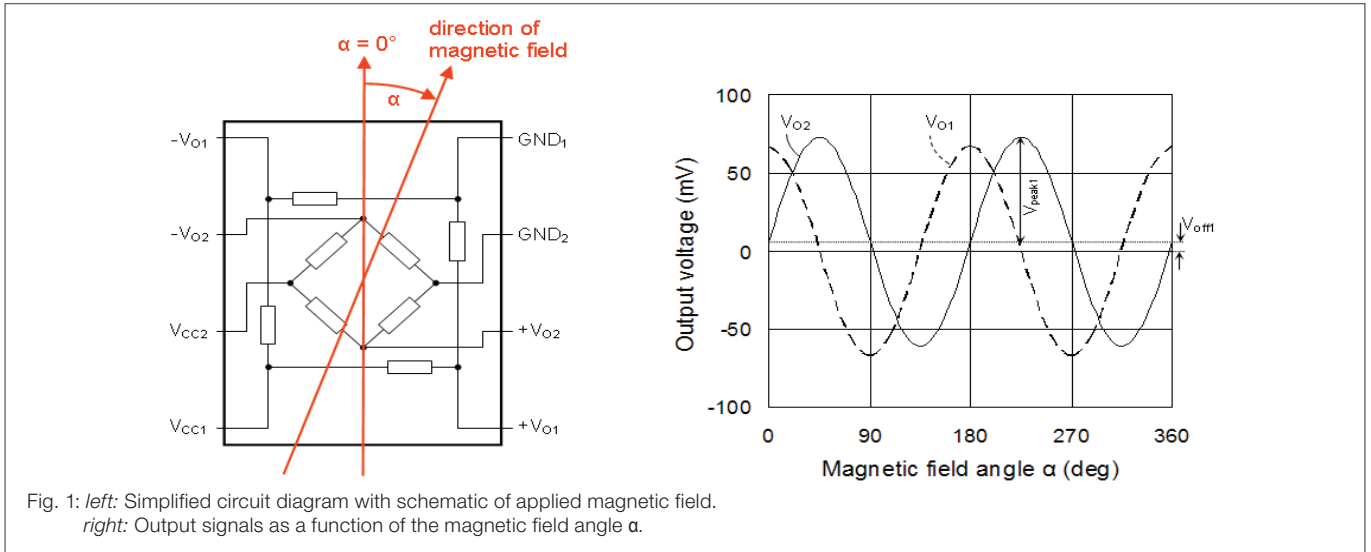 α = 0°
direction of
magnetic field
α
-VO1
GND1
-VO2
GND2
VCC2
+VO2
VCC1
+VO1
100
50
0
-50
-100
Output voltage (mV)
VO2
VO1
Vpeak1
Voff1
0
90
180
270
360
Magnetic field angle α (deg)
Fig. 1: left: Simplified circuit diagram with schematic of applied magnetic field.
right: Output signals as a function of the magnetic field angle α.